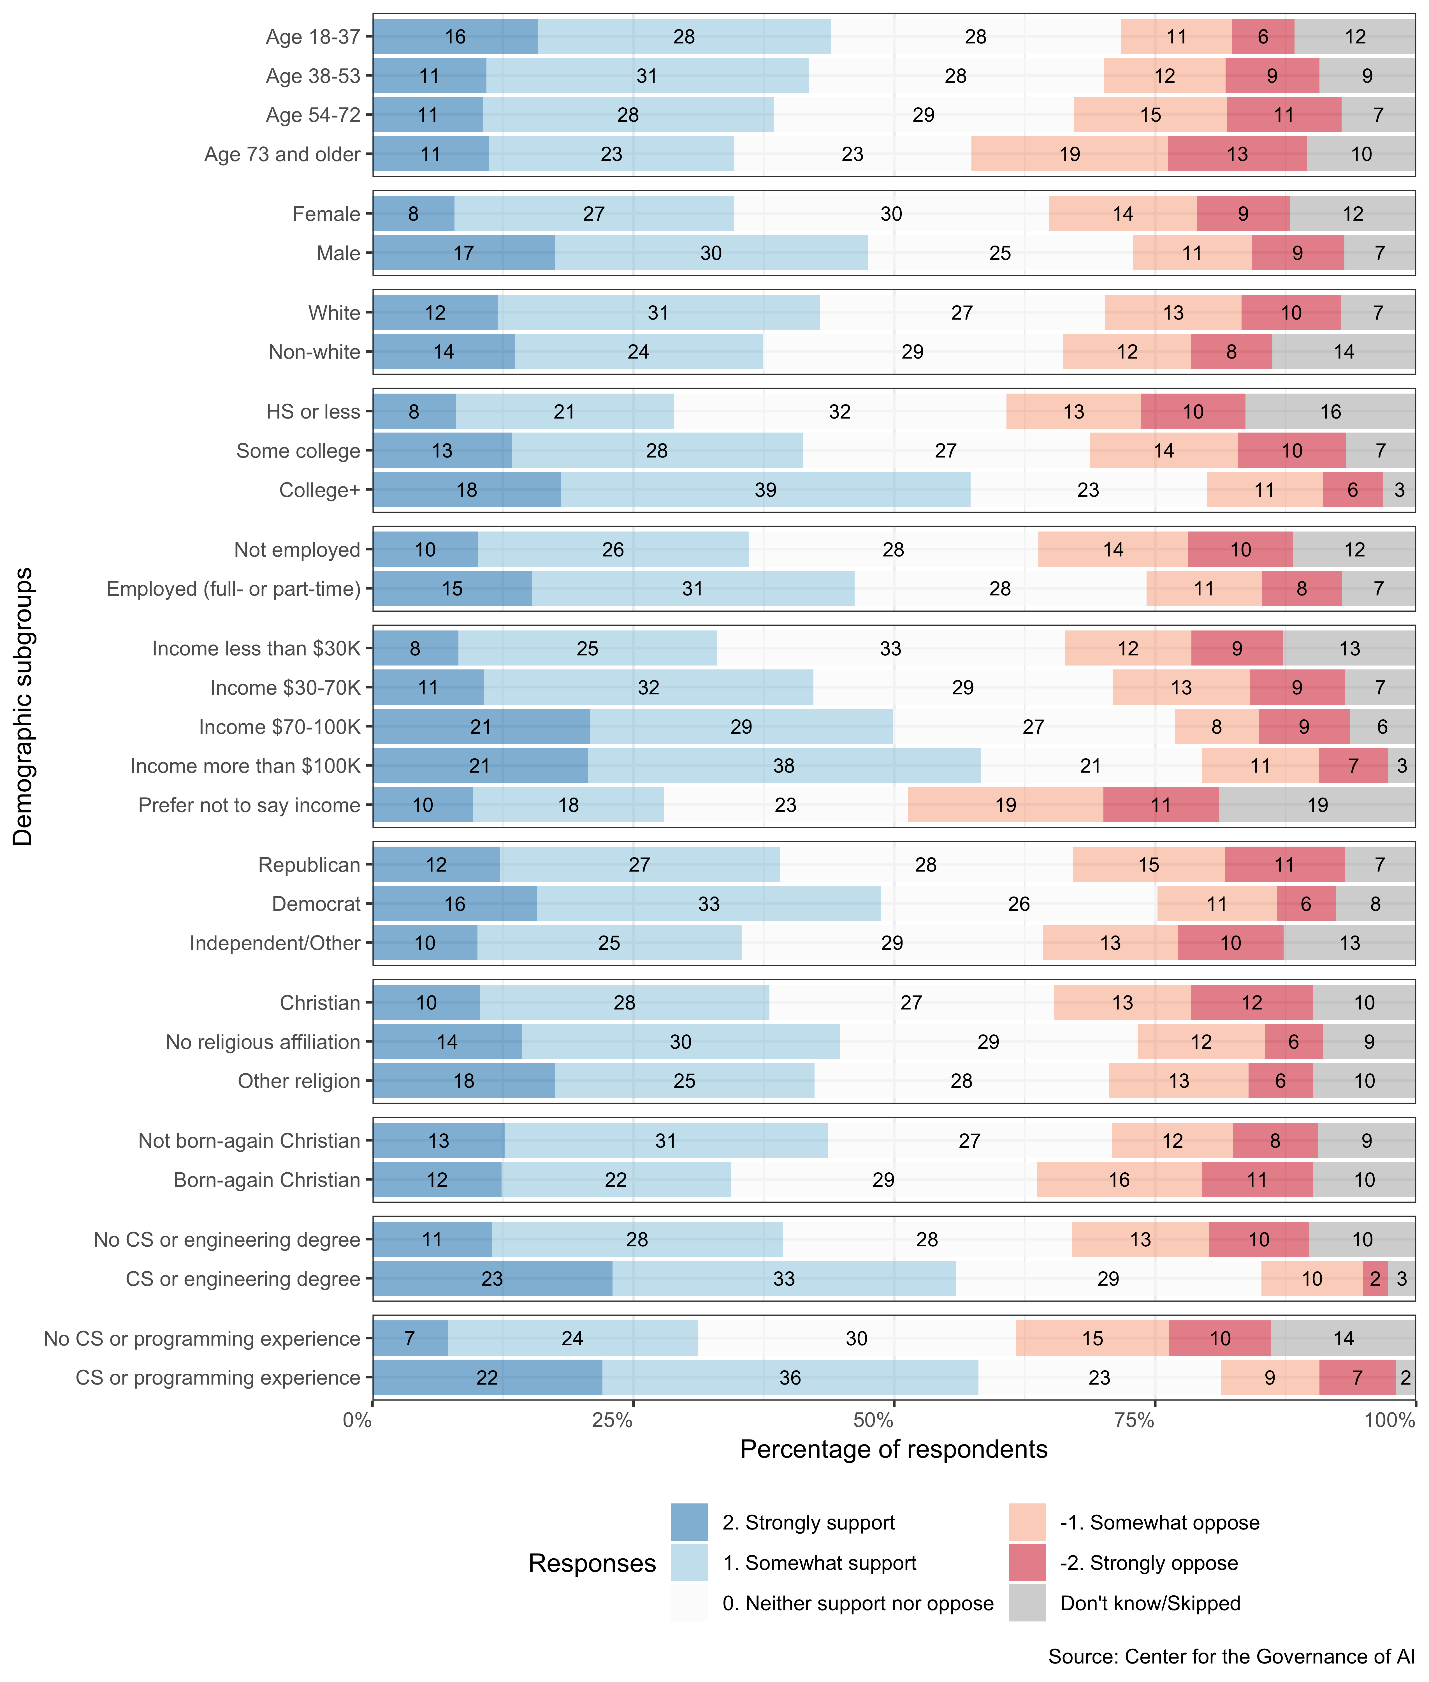 Demographic subgroups
Age 18-37 16 28 28 11 6 12
Age 38-53 11 31 28 12 9 9
Age 54-72 11 28 29 15 11 7
Age 73 and older 11 23 23 19 13 10
Female 8 27 30 14 9 12
Male 17 30 25 11 9 7
White 12 31 27 13 10 7
Non-white 14 24 29 12 8 14
HS or less 8 21 32 13 10 16
Some college 13 28 27 14 10 7
College+ 18 39 23 11 6 3
Not employed 10 26 28 14 10 12
Employed (full- or part-time) 15 31 28 11 8 7
Income less than $30K 8 25 33 12 9 13
Income $30-70K 11 32 29 13 9 7
Income $70-100K 21 29 27 8 9 6
Income more than $100K 21 38 21 11 7 3
Prefer not to say income 10 18 23 19 11 19
Republican 12 27 28 15 11 7
Democrat 16 33 26 11 6 8
Independent/Other 10 25 29 13 10 13
Christian 10 28 27 13 12 10
No religious affiliation 14 30 29 12 6 9
Other religion 18 25 28 13 6 10
Not born-again Christian 13 31 27 12 8 9
Born-again Christian 12 22 29 16 11 10
No CS or engineering degree 11 28 28 13 10 10
CS or engineering degree 23 33 29 10 2 3
No CS or programming experience 7 24 30 15 10 14
CS or programming experience 22 36 23 9 7 2
0% 25% 50% 75% 100%
Percentage of respondents
Responses
2. Strongly support
1. Somewhat support
0. Neither support nor oppose
-1. Somewhat oppose
-2. Strongly oppose
Don't know/Skipped
Source: Center for the Governance of AI